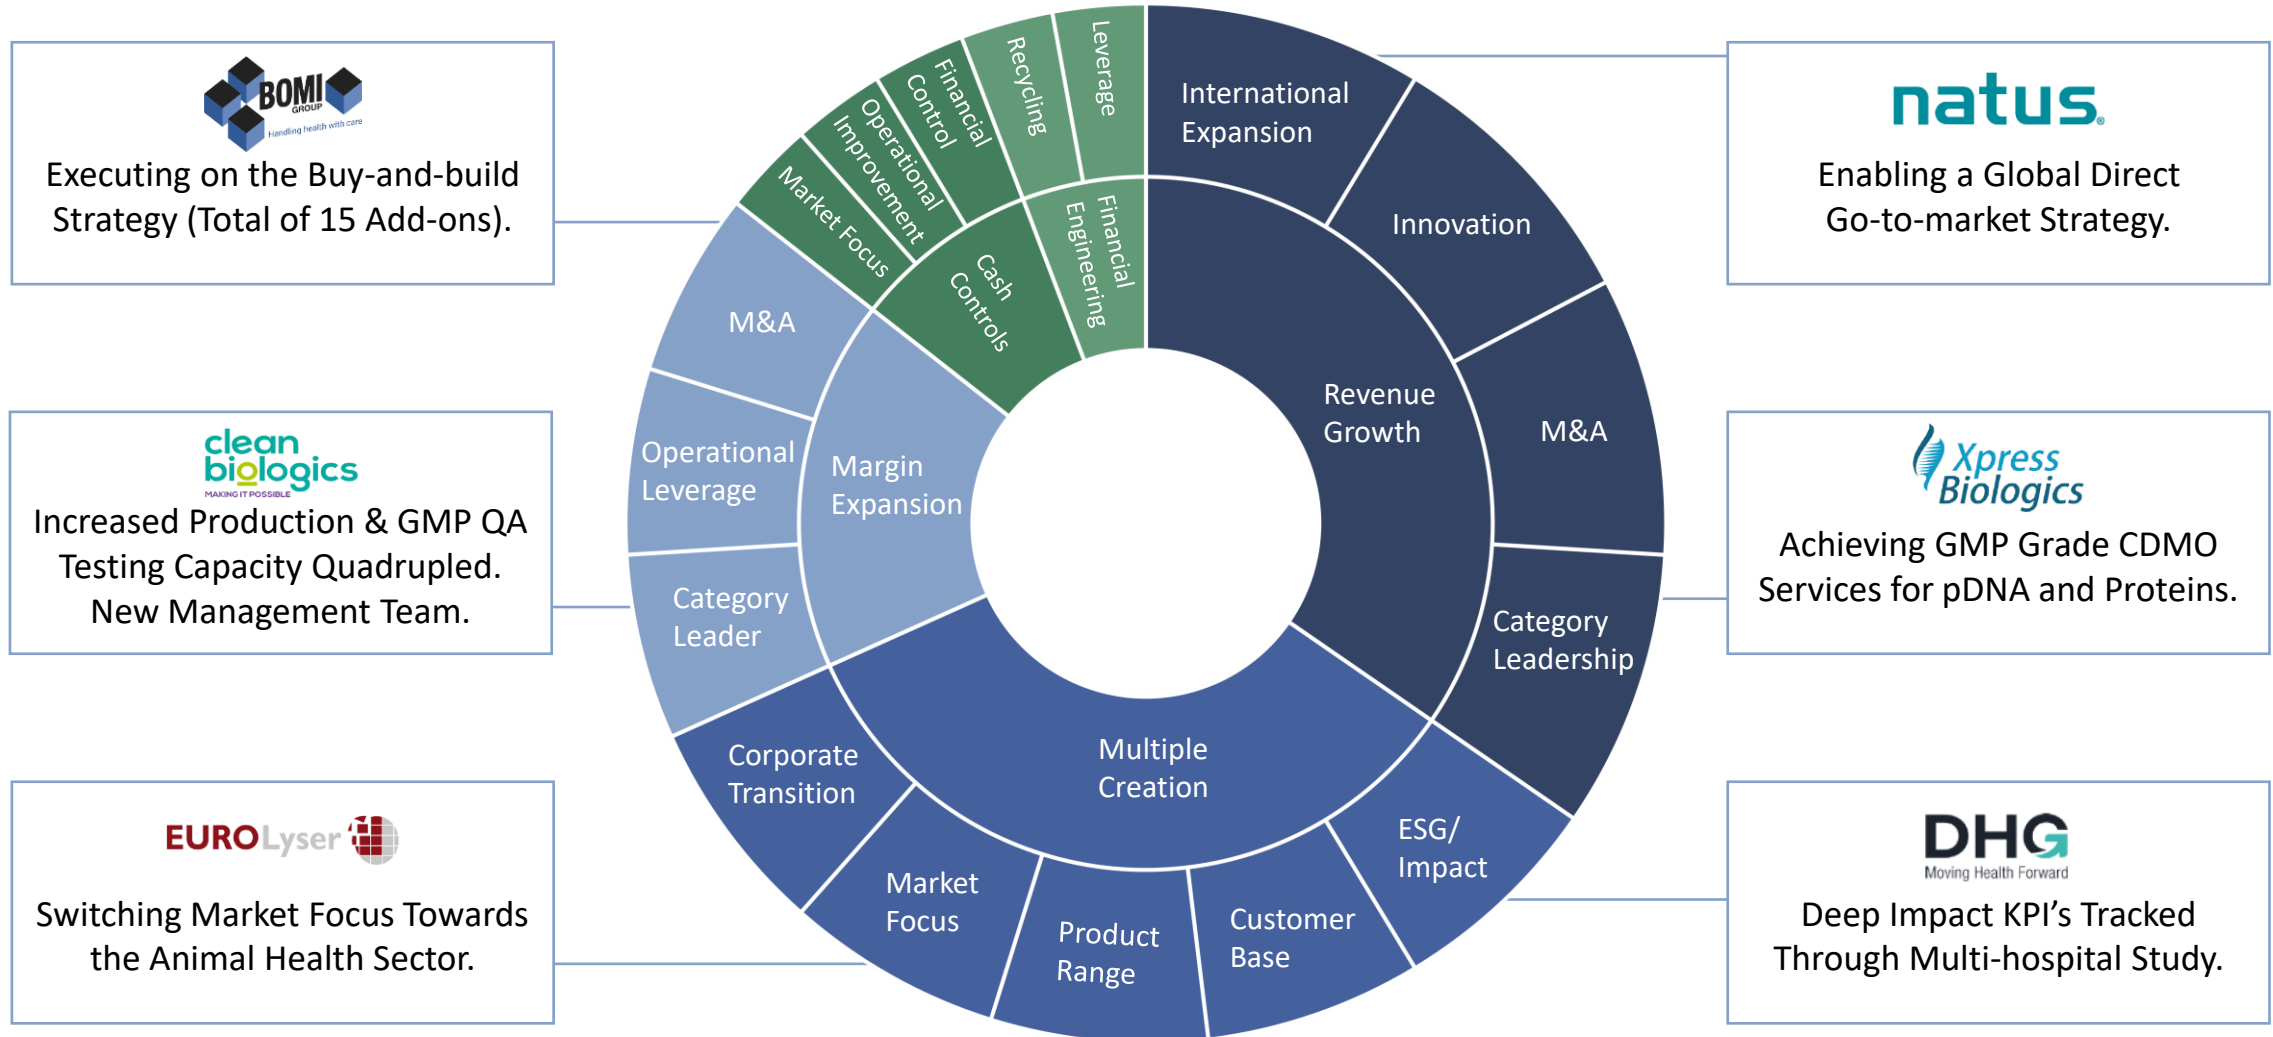 BOMI
GROUP
Handling health with care
Executing on the Buy-and-build
Strategy (Total of 15 Add-ons).
clean
biologics
MAKING IT POSSIBLE
Increased Production & GMP QA
Testing Capacity Quadrupled.
New Management Team.
EUROLyser
Switching Market Focus Towards
the Animal Health Sector.
Leverage
Recycling
Financial
Control
Operational
Improvement
Market Focus
Financial
Engineering
Cash
Controls
International
Expansion
Innovation
M&A
Category
Leadership
Revenue
Growth
M&A
Operational
Leverage
Category
Leader
Margin
Expansion
Multiple
Creation
Corporate
Transition
Market
Focus
Product
Range
Customer
Base
ESG/
Impact
natus®
Enabling a Global Direct
Go-to-market Strategy.
Xpress
Biologics
Achieving GMP Grade CDMO
Services for pDNA and Proteins.
DHG
Moving Health Forward
Deep Impact KPI’s Tracked
Through Multi-hospital Study.